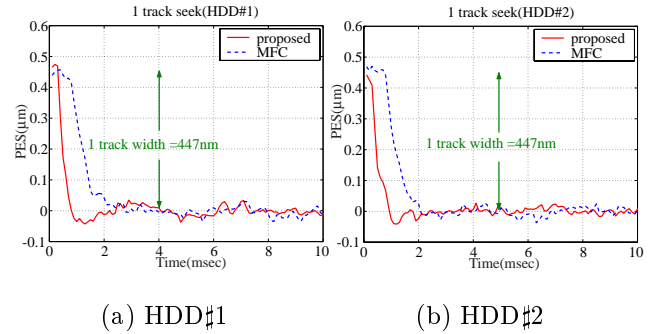 1 track seek(HDD#1)
0.6
0.5
0.4
0.3
0.2
0.1
0
-0.1
PES(μm)
proposed
MFC
1 track width =447nm
0 2 4 6 8 10
Time(msec)
(a) HDD♯1
1 track seek(HDD#2)
0.6
0.5
0.4
0.3
0.2
0.1
0
-0.1
PES(μm)
proposed
MFC
1 track width =447nm
0 2 4 6 8 10
Time(msec)
(b) HDD♯2